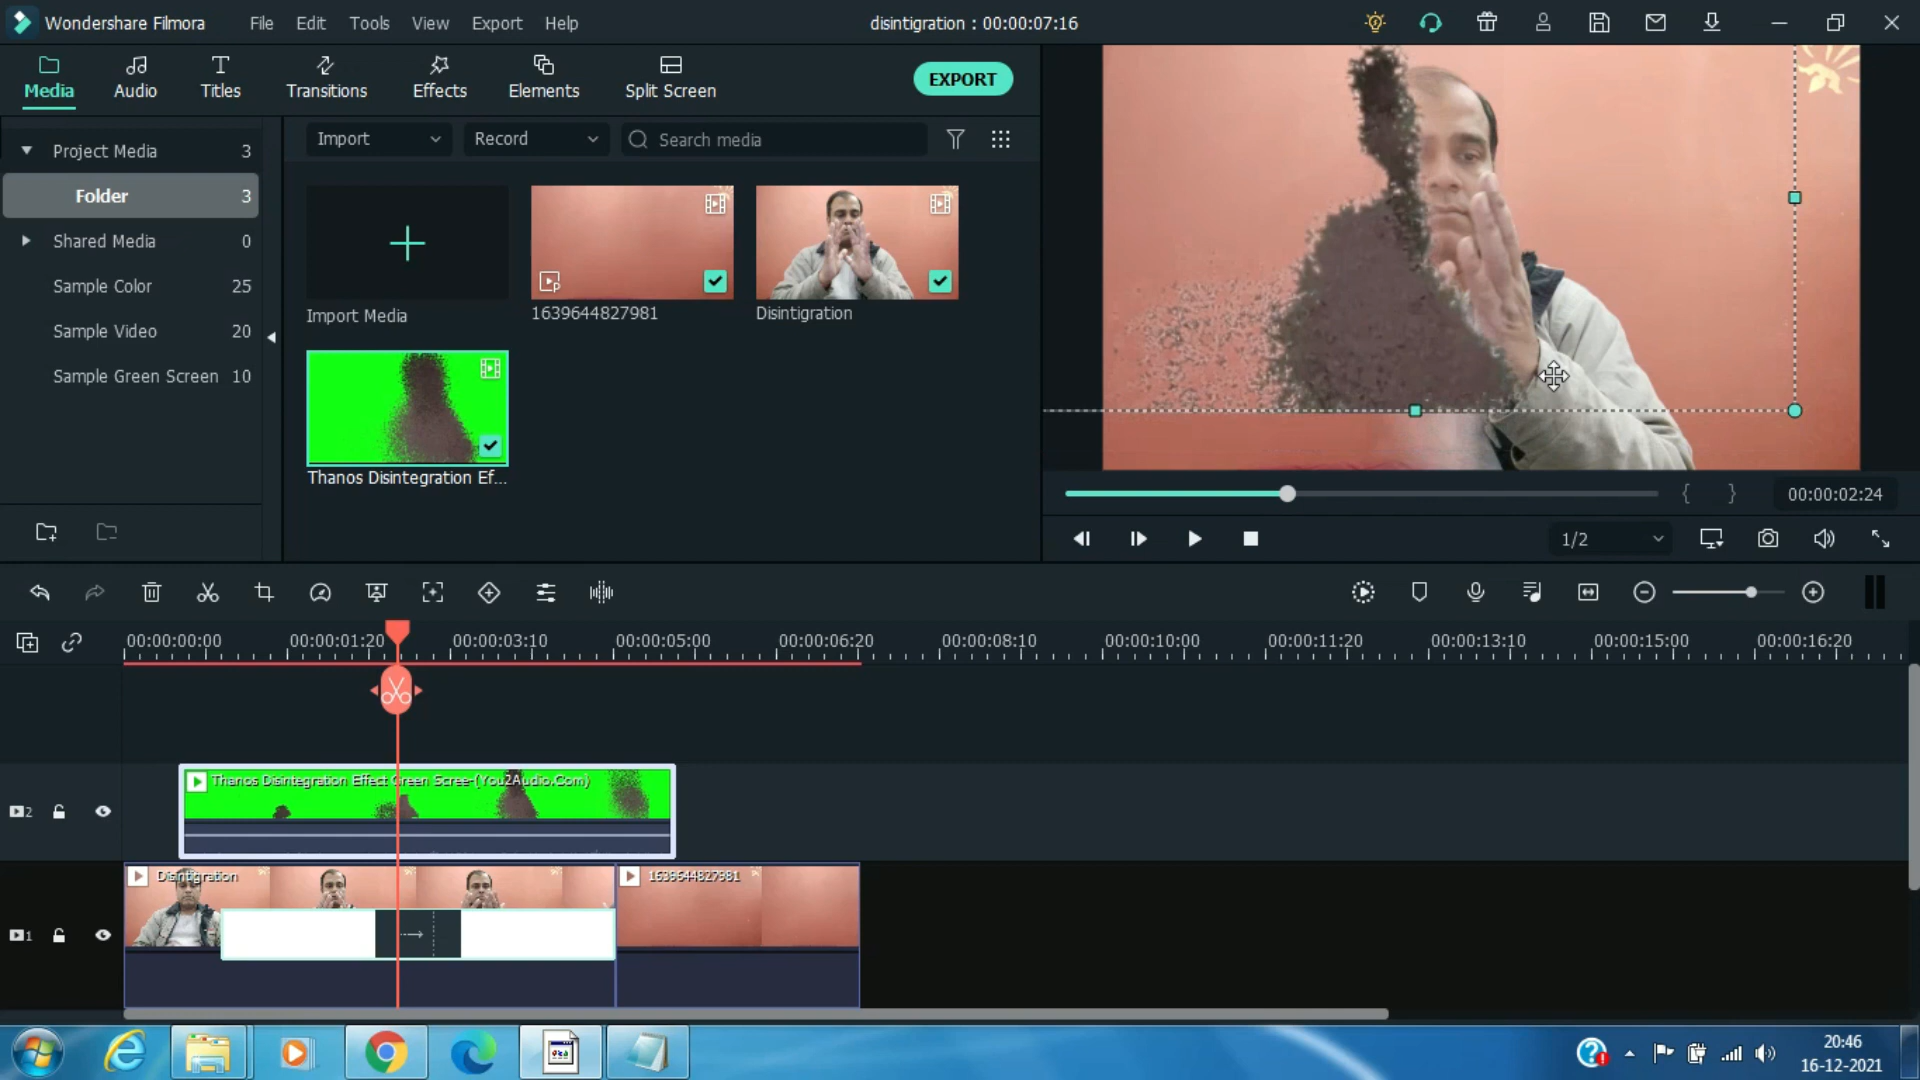 Wondershare Filmora
File Edit Tools View Export Help
disintigration : 00:00:07:16
Media Audio Titles Transitions Effects Elements Split Screen
EXPORT
Project Media 3
Folder 3
Shared Media 0
Sample Color 25
Sample Video 20
Sample Green Screen 10
Import Record Search media
Import Media
1639644827981
Disintigration
Thanos Disintegration Ef...
00:00:02:24
1/2
00:00:00:00 00:00:01:20 00:00:03:10 00:00:05:00 00:00:06:20 00:00:08:10 00:00:10:00 00:00:11:20 00:00:13:10 00:00:15:00 00:00:16:20
2
Thanos Disintegration Effect Green Scree-(You2Audio.Com)
1
Disintigration
1639644827981
20:46
16-12-2021